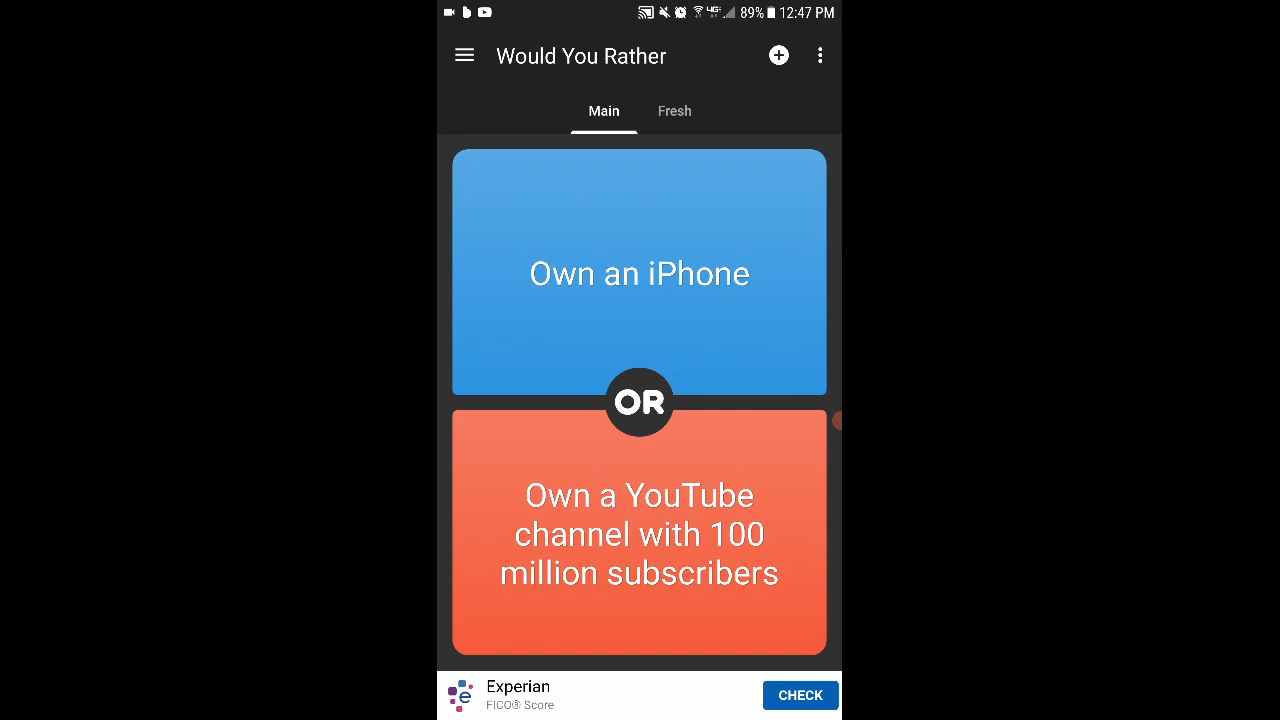 4G 89% 12:47 PM
Would You Rather
Main Fresh
Own an iPhone
OR
Own a YouTube
channel with 100
million subscribers
e
Experian
FICO® Score
CHECK